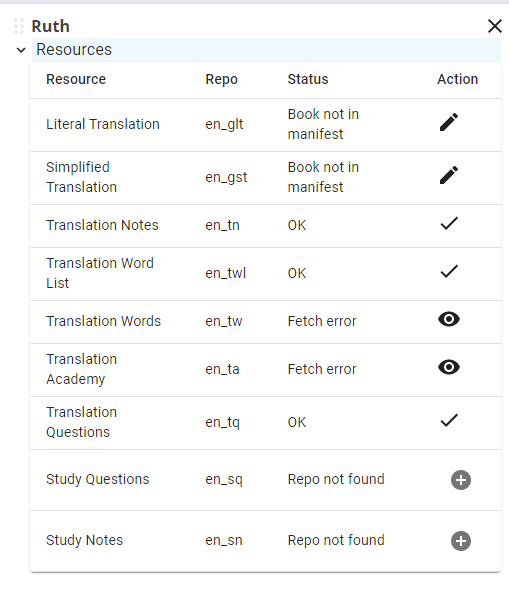 Ruth
Resources
Resource Repo Status Action
Literal Translation en_glt Book not in manifest
Simplified Translation en_gst Book not in manifest
Translation Notes en_tn OK
Translation Word List en_twl OK
Translation Words en_tw Fetch error
Translation Academy en_ta Fetch error
Translation Questions en_tq OK
Study Questions en_sq Repo not found
Study Notes en_sn Repo not found